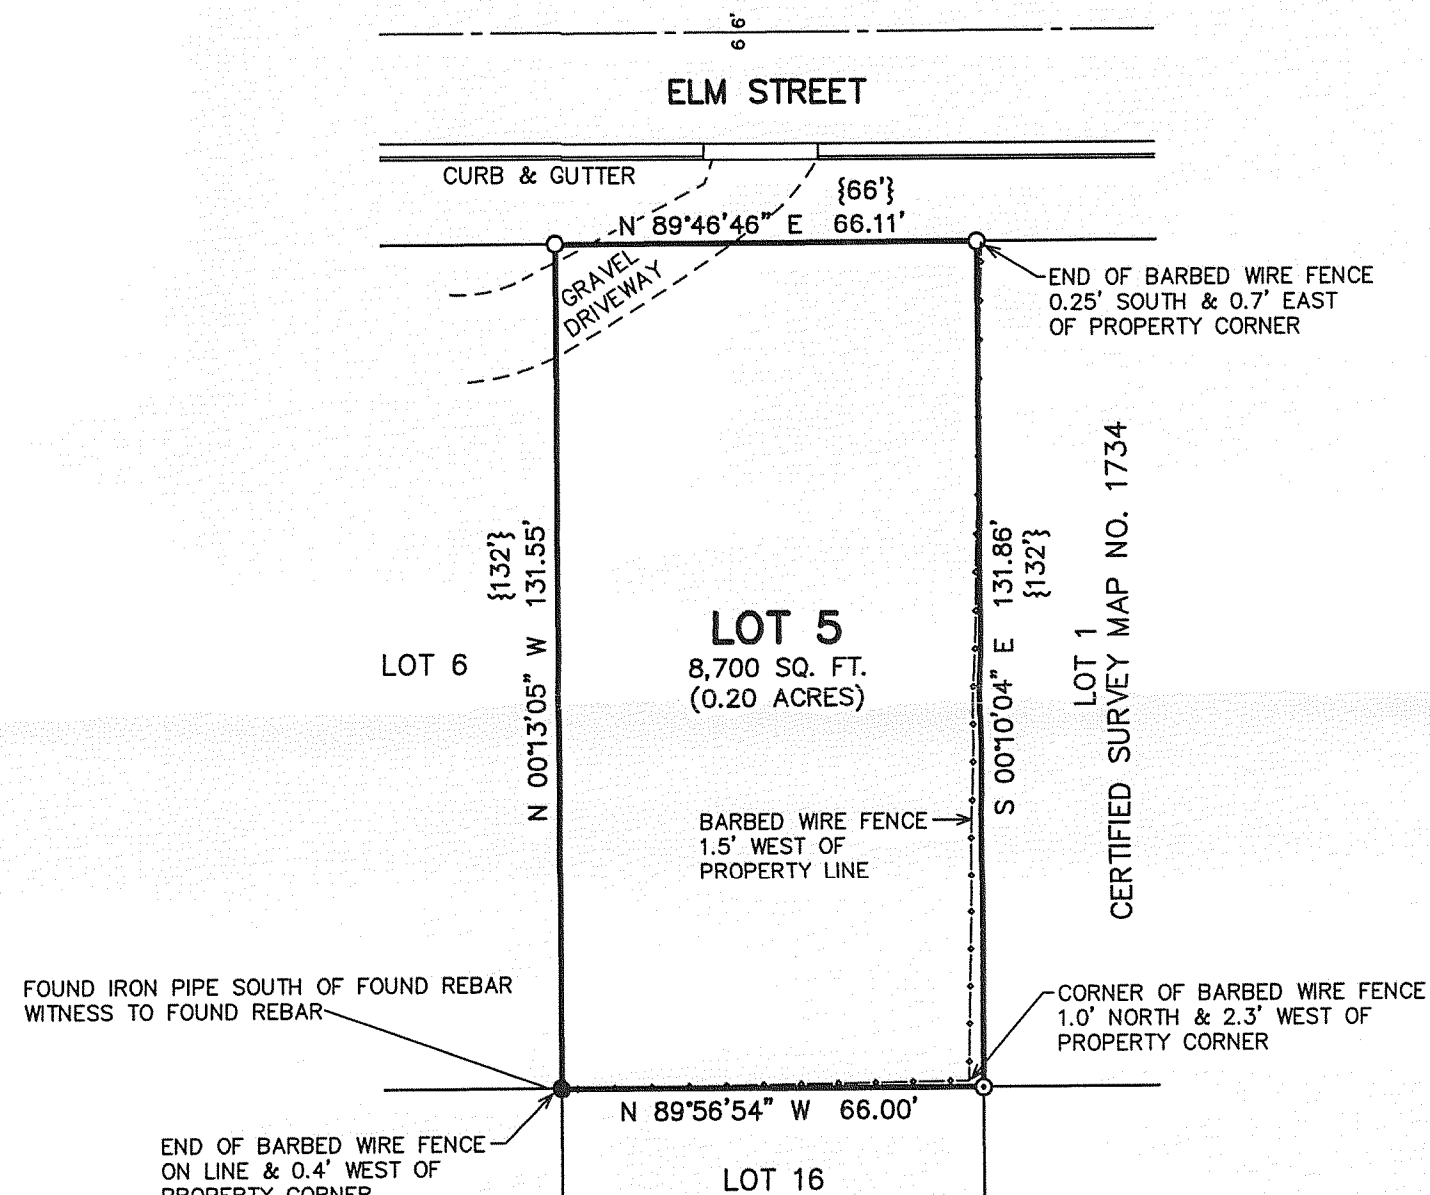 66'
ELM STREET
CURB & GUTTER
{66'}
N 89°46'46" E 66.11'
GRAVEL
DRIVEWAY
END OF BARBED WIRE FENCE
0.25' SOUTH & 0.7' EAST
OF PROPERTY CORNER
{132'}
N 00°13'05" W 131.55'
LOT 6
LOT 5
8,700 SQ. FT.
(0.20 ACRES)
S 00°10'04" E 131.86'
{132'}
LOT 1
CERTIFIED SURVEY MAP NO. 1734
BARBED WIRE FENCE
1.5' WEST OF
PROPERTY LINE
FOUND IRON PIPE SOUTH OF FOUND REBAR
WITNESS TO FOUND REBAR
CORNER OF BARBED WIRE FENCE
1.0' NORTH & 2.3' WEST OF
PROPERTY CORNER
N 89°56'54" W 66.00'
END OF BARBED WIRE FENCE
ON LINE & 0.4' WEST OF
PROPERTY CORNER
LOT 16